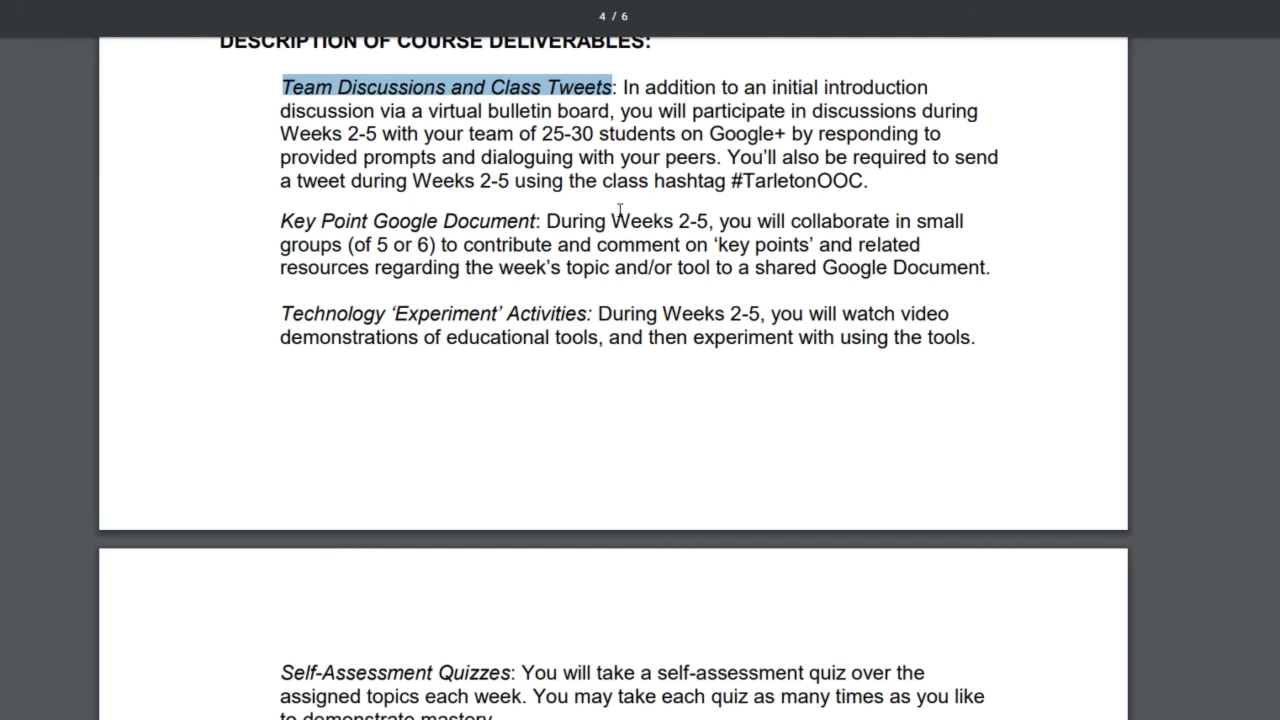 4 / 6
DESCRIPTION OF COURSE DELIVERABLES:
Team Discussions and Class Tweets: In addition to an initial introduction
discussion via a virtual bulletin board, you will participate in discussions during
Weeks 2-5 with your team of 25-30 students on Google+ by responding to
provided prompts and dialoguing with your peers. You’ll also be required to send
a tweet during Weeks 2-5 using the class hashtag #TarletonOOC.
Key Point Google Document: During Weeks 2-5, you will collaborate in small
groups (of 5 or 6) to contribute and comment on ‘key points’ and related
resources regarding the week’s topic and/or tool to a shared Google Document.
Technology ‘Experiment’ Activities: During Weeks 2-5, you will watch video
demonstrations of educational tools, and then experiment with using the tools.
Self-Assessment Quizzes: You will take a self-assessment quiz over the
assigned topics each week. You may take each quiz as many times as you like
to demonstrate mastery.